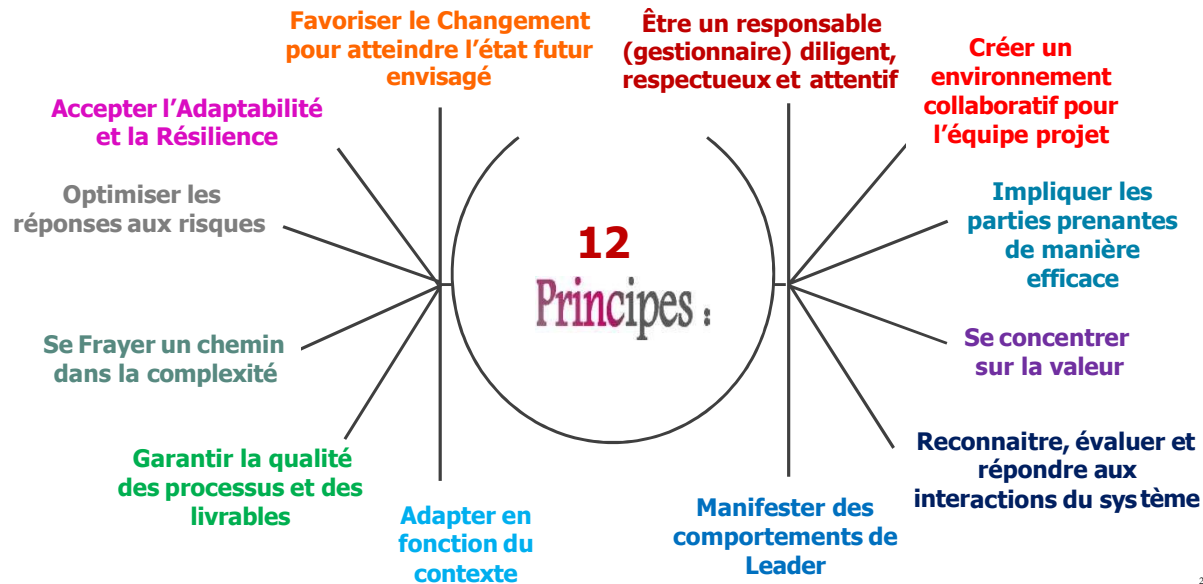 Favoriser le Changement
pour atteindre l’état futur
envisagé
Être un responsable
(gestionnaire) diligent,
respectueux et attentif
Créer un
environnement
collaboratif pour
l’équipe projet
Accepter l’Adaptabilité
et la Résilience
Optimiser les
réponses aux risques
Impliquer les
parties prenantes
de manière
efficace
12
Principes :
Se Frayer un chemin
dans la complexité
Se concentrer
sur la valeur
Garantir la qualité
des processus et des
livrables
Reconnaitre, évaluer et
répondre aux
interactions du système
Adapter en
fonction du
contexte
Manifester des
comportements de
Leader